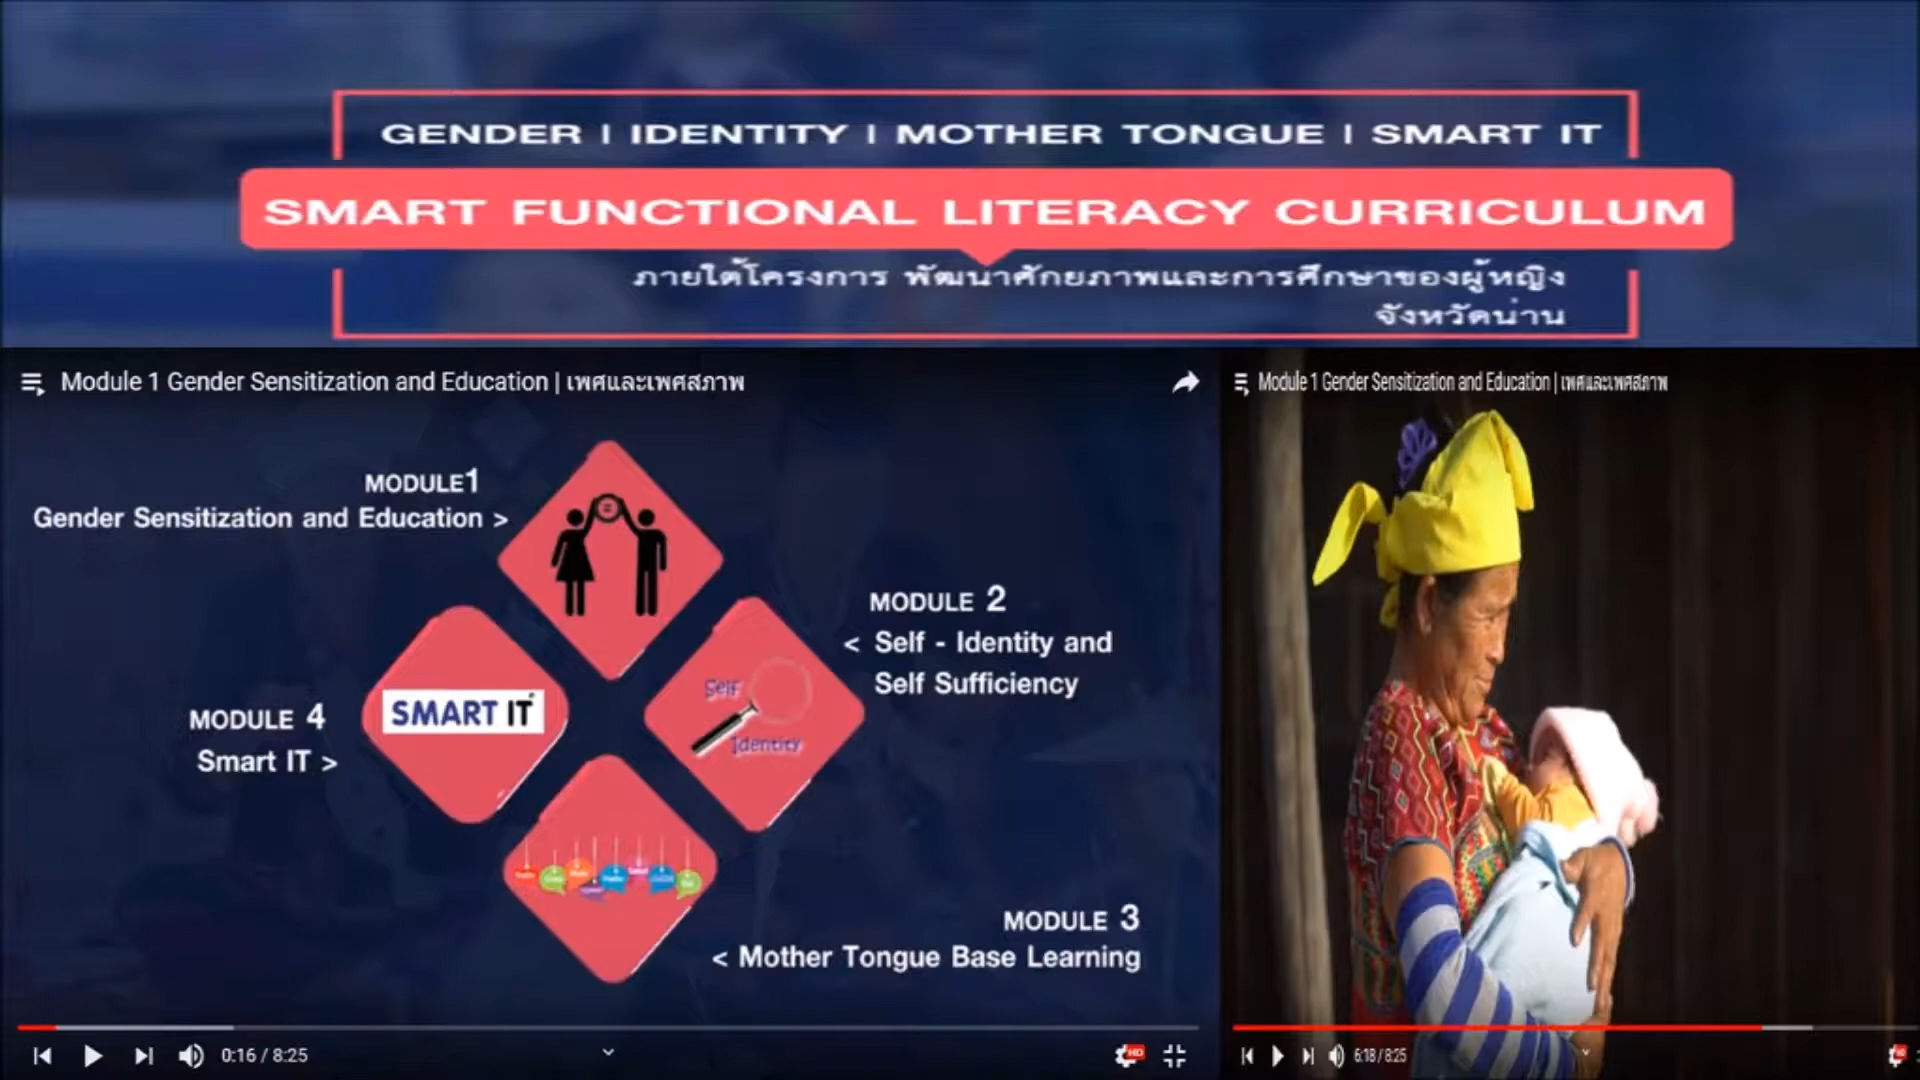 GENDER | IDENTITY | MOTHER TONGUE | SMART IT
SMART FUNCTIONAL LITERACY CURRICULUM
ภายใต้โครงการ พัฒนาศักยภาพและการศึกษาของผู้หญิง
จังหวัดน่าน
Module 1 Gender Sensitization and Education | เพศและเพศสภาพ
MODULE1
Gender Sensitization and Education >
MODULE 2
< Self - Identity and
Self Sufficiency
Self
Identity
SMART IT
MODULE 4
Smart IT >
MODULE 3
< Mother Tongue Base Learning
0:16 / 8:25
HD
Module 1 Gender Sensitization and Education | เพศและเพศสภาพ
6:18 / 8:25